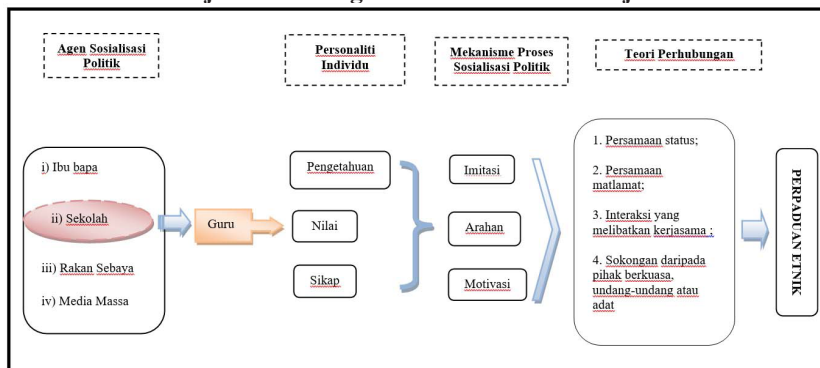 Agen Sosialisasi
Politik
Personaliti
Individu
Mekanisme Proses
Sosialisasi Politik
Teori Perhubungan
i) Ibu bapa
ii) Sekolah
iii) Rakan Sebaya
iv) Media Massa
Guru
Pengetahuan
Nilai
Sikap
Imitasi
Arahan
Motivasi
1. Persamaan status;
2. Persamaan
matlamat;
3. Interaksi yang
melibatkan kerjasama ;
4. Sokongan daripada
pihak berkuasa,
undang-undang atau
adat
PERPADUAN ETNIK